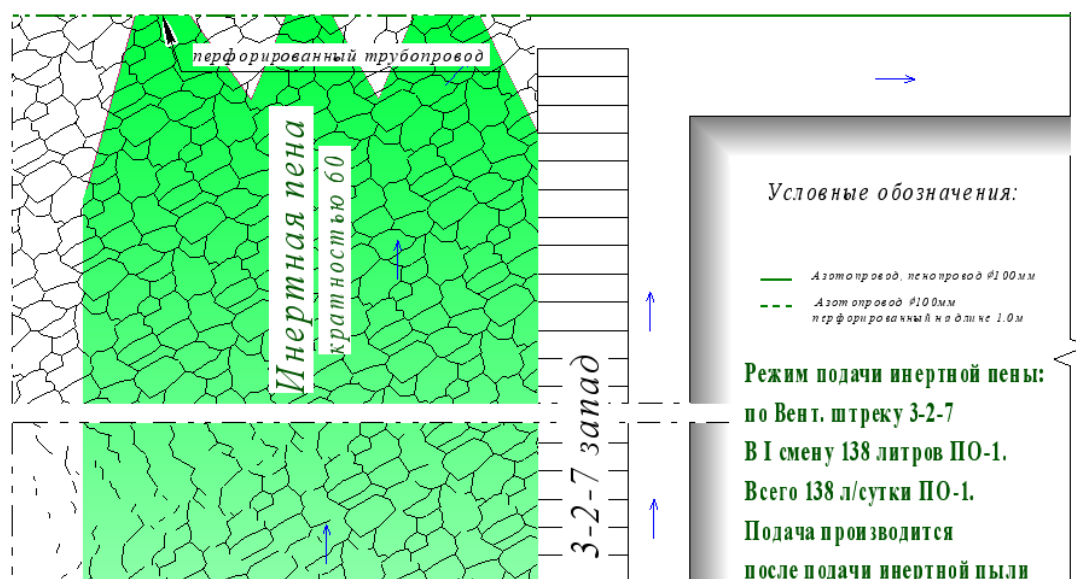 перфорированный трубопровод
Инертная пена
кратностью 60
3-2-7 запад
Условные обозначения:
Азотопровод, пенопровод Ø100мм
Азотопровод Ø100мм
перфорированный на длине 1.0м
Режим подачи инертной пены:
по Вент. штреку 3-2-7
В I смену 138 литров ПО-1.
Всего 138 л/сутки ПО-1.
Подача производится
после подачи инертной пыли